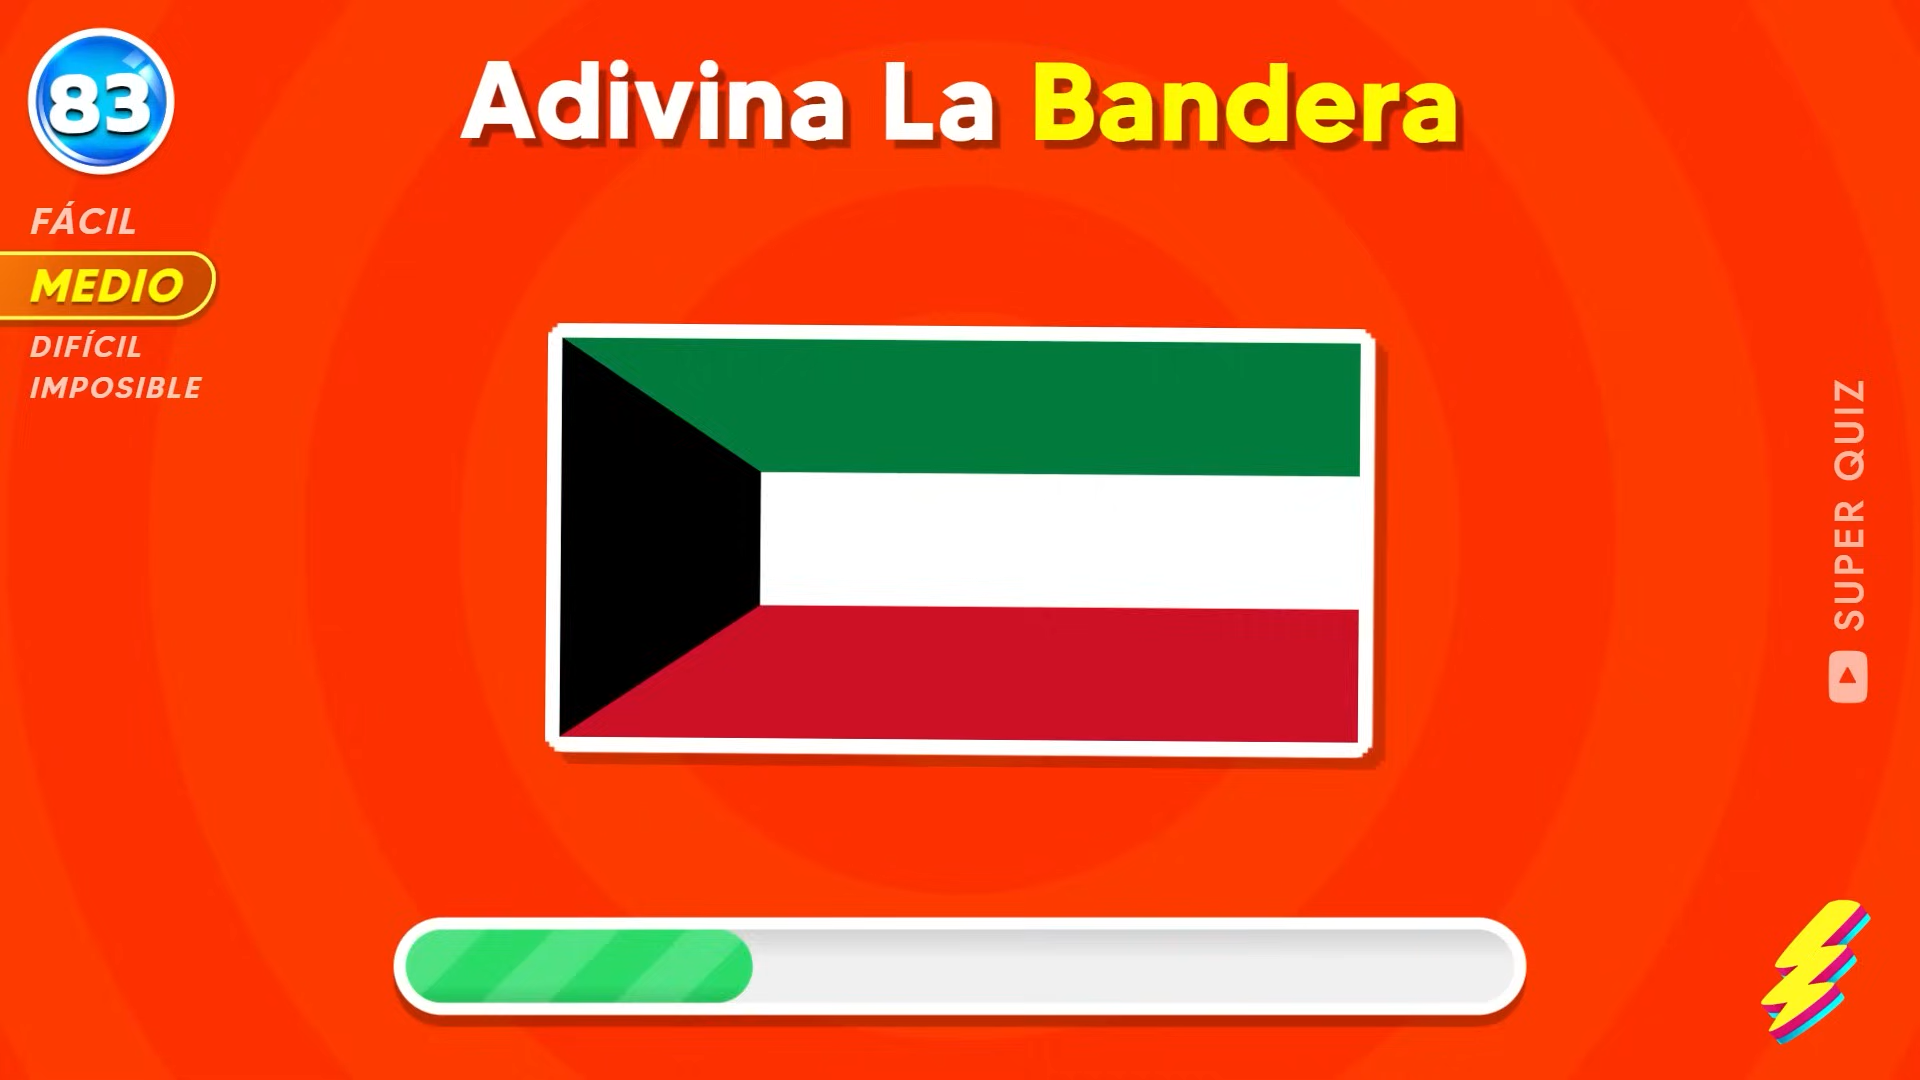 83
Adivina La Bandera
FÁCIL
MEDIO
DIFÍCIL
IMPOSIBLE
SUPER QUIZ